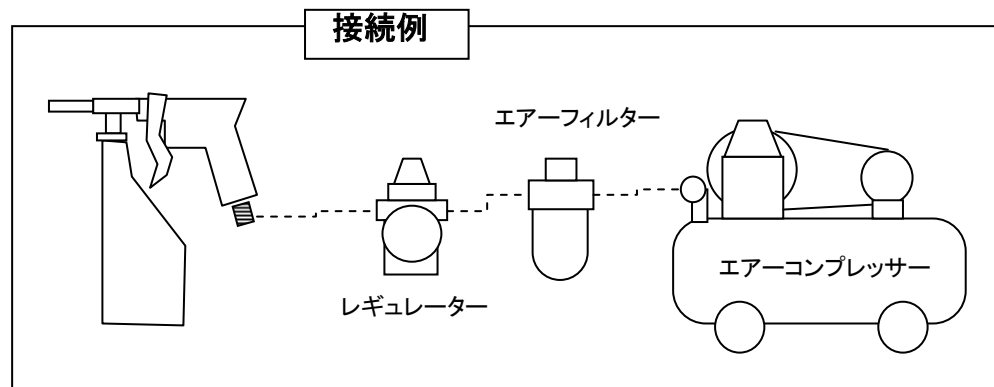 接続例
エアーフィルター
エアーコンプレッサー
レギュレーター